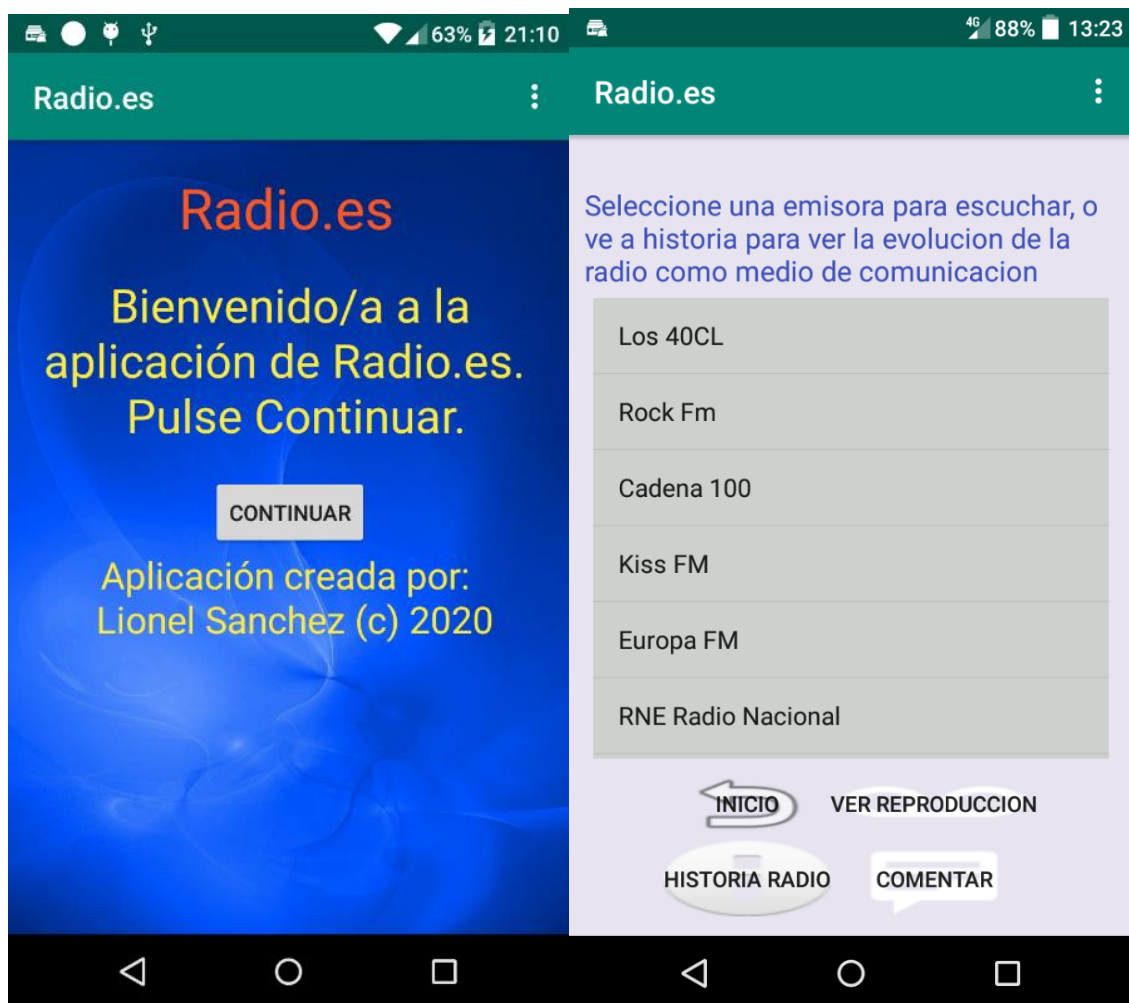 63% 21:10
Radio.es
Radio.es
Bienvenido/a a la
aplicación de Radio.es.
Pulse Continuar.
CONTINUAR
Aplicación creada por:
Lionel Sanchez (c) 2020
4G 88% 13:23
Radio.es
Seleccione una emisora para escuchar, o
ve a historia para ver la evolucion de la
radio como medio de comunicacion
Los 40CL
Rock Fm
Cadena 100
Kiss FM
Europa FM
RNE Radio Nacional
INICIO VER REPRODUCCION
HISTORIA RADIO COMENTAR